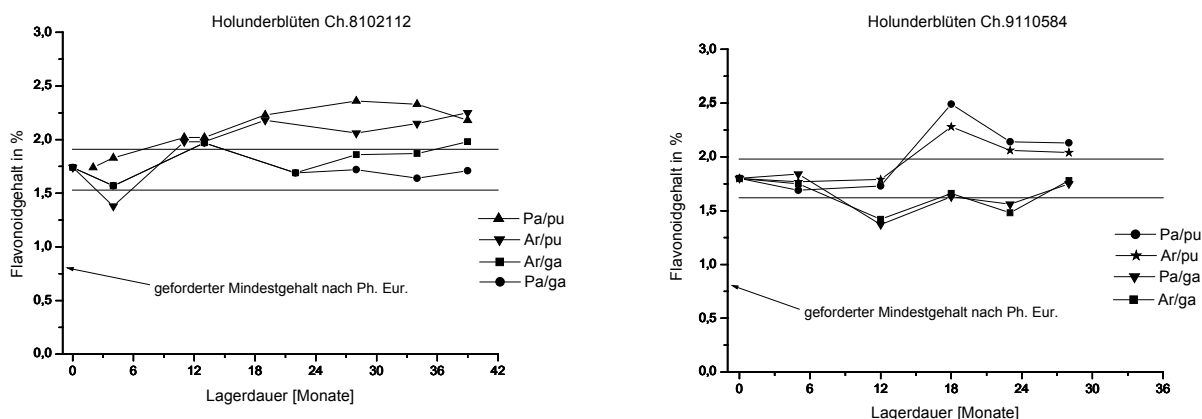 Holunderblüten Ch.8102112
3,0
2,5
2,0
1,5
1,0
0,5
0,0
Flavonoidgehalt in %
Pa/pu
Ar/pu
Ar/ga
Pa/ga
geforderter Mindestgehalt nach Ph. Eur.
0 6 12 18 24 30 36 42
Lagerdauer [Monate]
Holunderblüten Ch.9110584
3,0
2,5
2,0
1,5
1,0
0,5
0,0
Flavonoidgehalt in %
Pa/pu
Ar/pu
Pa/ga
Ar/ga
geforderter Mindestgehalt nach Ph. Eur.
0 6 12 18 24 30 36
Lagerdauer [Monate]